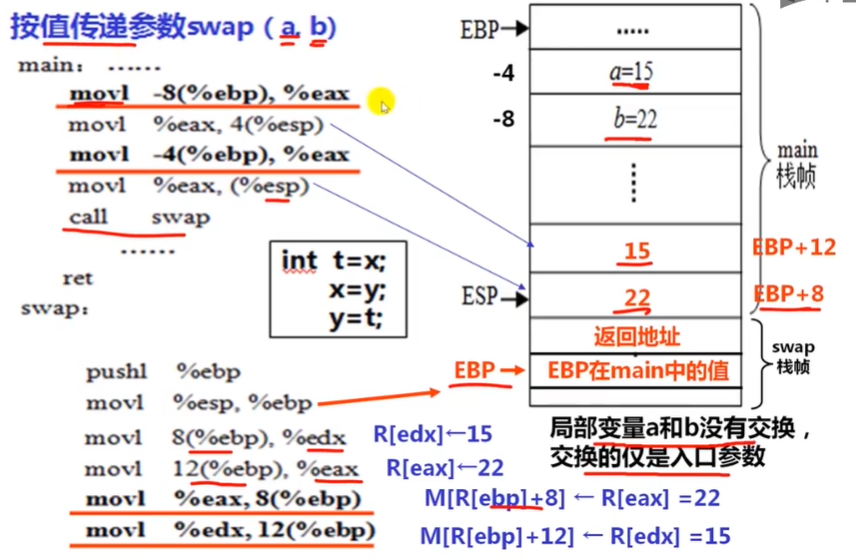 按值传递参数swap（a, b)
main： ……
movl -8(%ebp), %eax
movl %eax, 4(%esp)
movl -4(%ebp), %eax
movl %eax, (%esp)
call swap
……
ret
swap：
int t=x;
x=y;
y=t;
pushl %ebp
movl %esp, %ebp
movl 8(%ebp), %edx R[edx]←15
movl 12(%ebp), %eax R[eax]←22
movl %eax, 8(%ebp) M[R[ebp]+8] ← R[eax] =22
movl %edx, 12(%ebp) M[R[ebp]+12] ← R[edx] =15
EBP ……
-4 a=15
-8 b=22
15 EBP+12
ESP 22 EBP+8
返回地址
EBP EBP在main中的值
main
栈帧
swap
栈帧
局部变量a和b没有交换，
交换的仅是入口参数